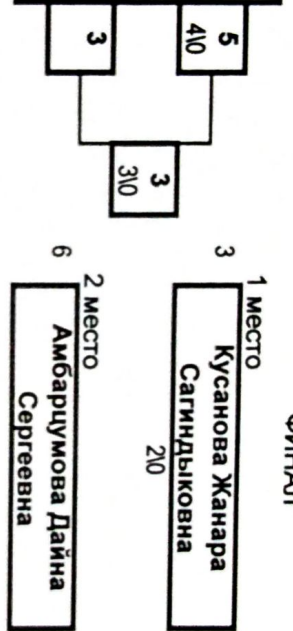 ФИНАЛ
5
4\0
3
3
3\0
1 место
3
Кусанова Жанара
Сагиндыковна
2\0
2 место
6
Амбарцумова Дайна
Сергеевна